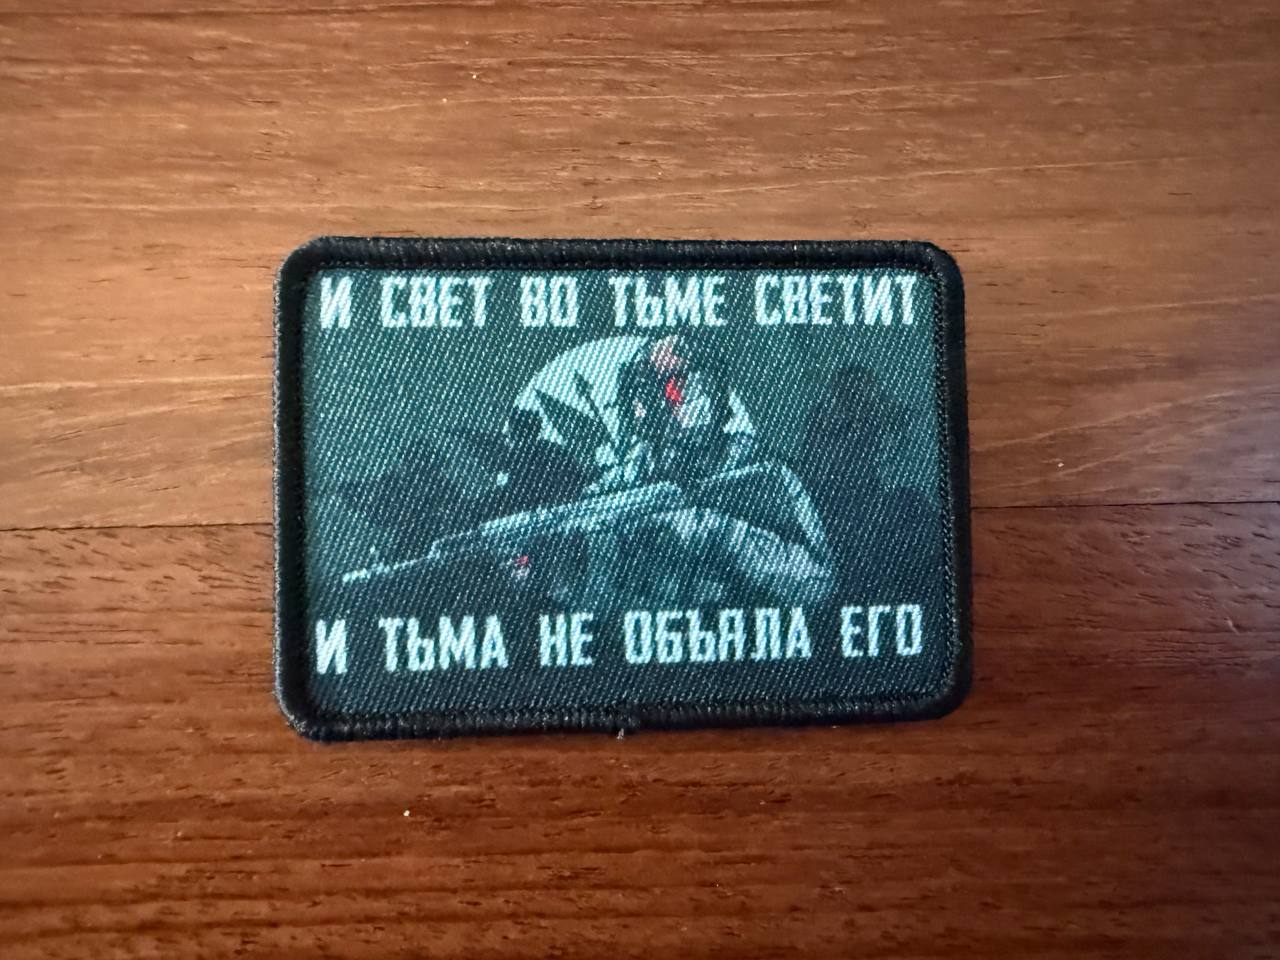 И СВЕТ ВО ТЬМЕ СВЕТИТ
И ТЬМА НЕ ОБЪЯЛА ЕГО